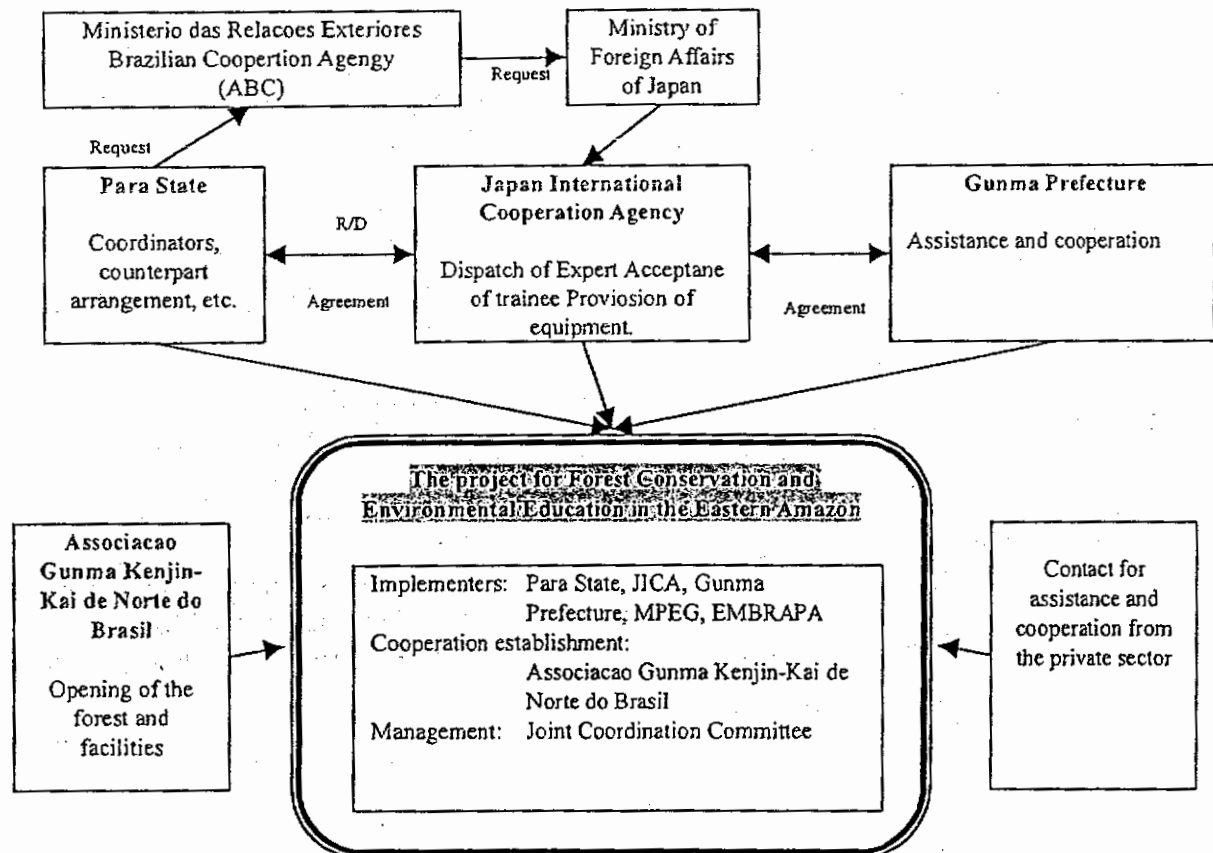 Ministerio das Relacoes Exteriores
Brazilian Coopertion Agengy
(ABC)
Request
Ministry of
Foreign Affairs
of Japan
Request
Para State
Coordinators,
counterpart
arrangement, etc.
R/D
Agreement
Japan International
Cooperation Agency
Dispatch of Expert Acceptane
of trainee Proviosion of
equipment.
Agreement
Gunma Prefecture
Assistance and cooperation
The project for Forest Conservation and
Environmental Education in the Eastern Amazon
Associacao
Gunma Kenjin-
Kai de Norte do
Brasil
Opening of the
forest and
facilities
Implementers: Para State, JICA, Gunma
Prefecture, MPEG, EMBRAPA
Cooperation establishment:
Associacao Gunma Kenjin-Kai de
Norte do Brasil
Management: Joint Coordination Committee
Contact for
assistance and
cooperation from
the private sector